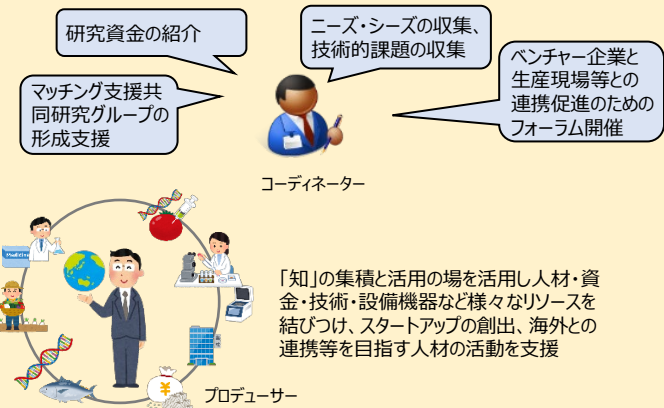 研究資金の紹介
ニーズ・シーズの収集、
技術的課題の収集
マッチング支援共
同研究グループの
形成支援
ベンチャー企業と
生産現場等との
連携促進のための
フォーラム開催
コーディネーター
「知」の集積と活用の場を活用し人材・資
金・技術・設備機器など様々なリソースを
結びつけ、スタートアップの創出、海外との
連携等を目指す人材の活動を支援
プロデューサー
Medicine
¥